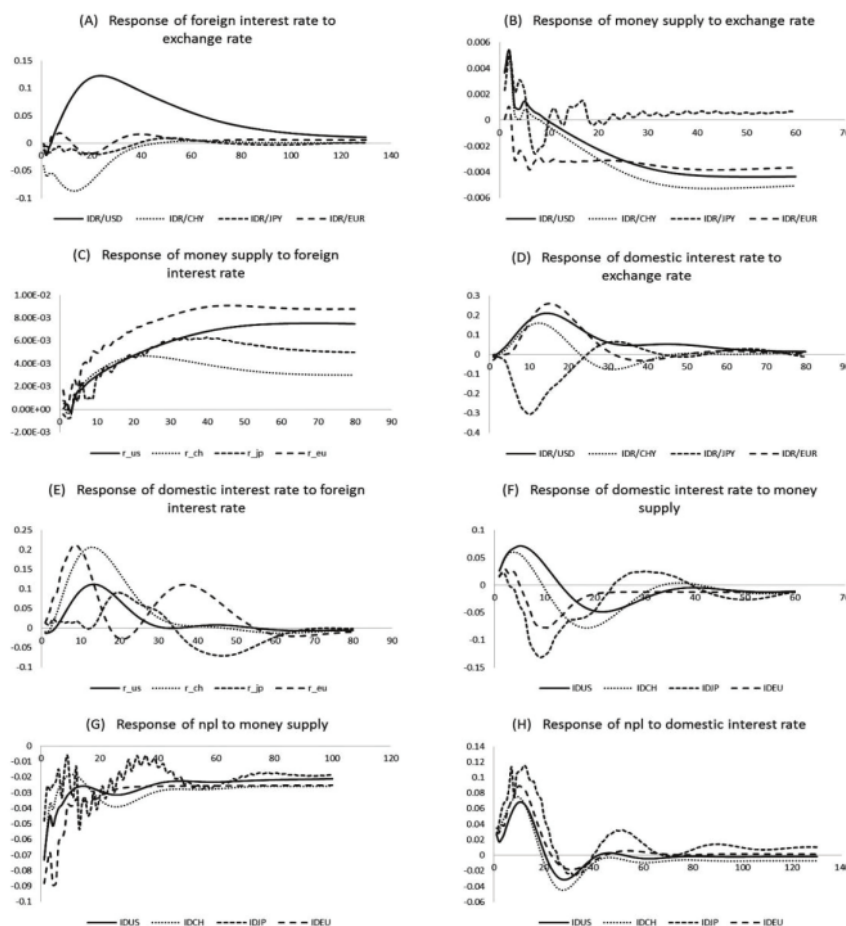 (A) Response of foreign interest rate to
exchange rate
0.15
0.1
0.05
0
-0.05
-0.1
0 20 40 60 80 100 120 140
IDR/USD IDR/CHY IDR/JPY IDR/EUR
(B) Response of money supply to exchange rate
0.006
0.004
0.002
0
-0.002
-0.004
-0.006
0 10 20 30 40 50 60 70
IDR/USD IDR/CHY IDR/JPY IDR/EUR
(C) Response of money supply to foreign
interest rate
1.00E-02
8.00E-03
6.00E-03
4.00E-03
2.00E-03
0.00E+00
-2.00E-03
0 10 20 30 40 50 60 70 80 90
r_us r_ch r_jp r_eu
(D) Response of domestic interest rate to
exchange rate
0.3
0.2
0.1
0
-0.1
-0.2
-0.3
-0.4
0 10 20 30 40 50 60 70 80 90
IDR/USD IDR/CHY IDR/JPY IDR/EUR
(E) Response of domestic interest rate to foreign
interest rate
0.25
0.2
0.15
0.1
0.05
0
-0.05
-0.1
0 10 20 30 40 50 60 70 80 90
r_us r_ch r_jp r_eu
(F) Response of domestic interest rate to money
supply
0.1
0.05
0
-0.05
-0.1
-0.15
0 10 20 30 40 50 60 70
IDUS IDCH IDJP IDEU
(G) Response of npl to money supply
0
-0.01
-0.02
-0.03
-0.04
-0.05
-0.06
-0.07
-0.08
-0.09
-0.1
0 20 40 60 80 100 120
IDUS IDCH IDJP IDEU
(H) Response of npl to domestic interest rate
0.14
0.12
0.1
0.08
0.06
0.04
0.02
0
-0.02
-0.04
-0.06
0 20 40 60 80 100 120 140
IDUS IDCH IDJP IDEU